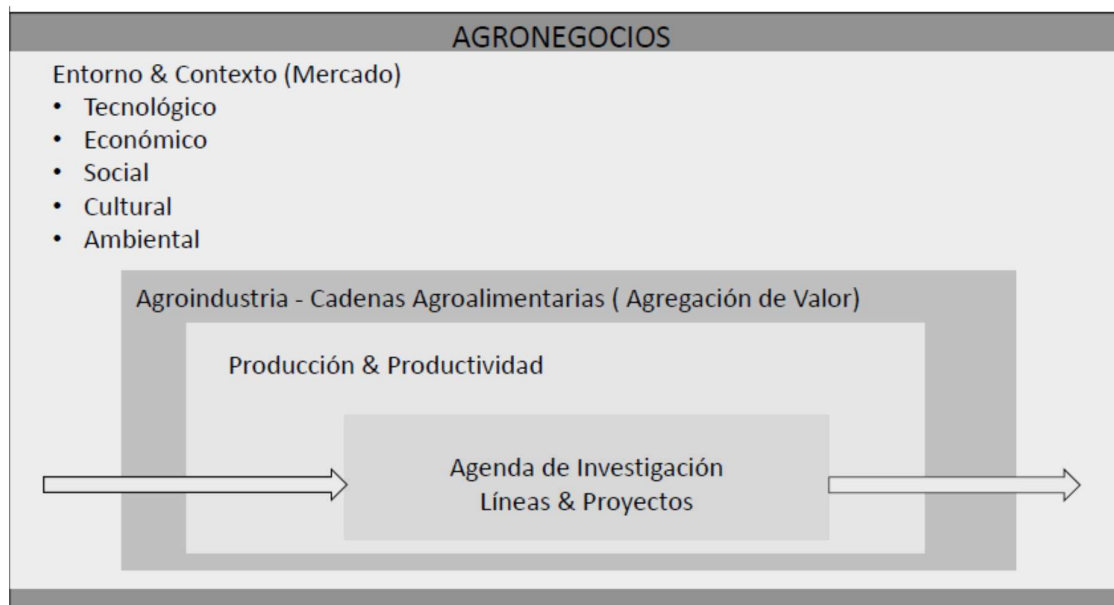 AGRONEGOCIOS
Entorno & Contexto (Mercado)
• Tecnológico
• Económico
• Social
• Cultural
• Ambiental
Agroindustria - Cadenas Agroalimentarias ( Agregación de Valor)
Producción & Productividad
Agenda de Investigación
Líneas & Proyectos